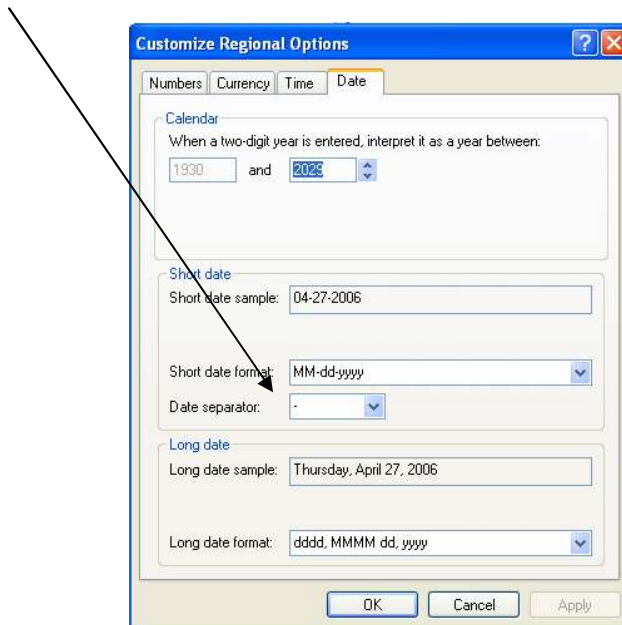 Customize Regional Options
Numbers Currency Time Date
Calendar
When a two-digit year is entered, interpret it as a year between:
1930 and 2029
Short date
Short date sample: 04-27-2006
Short date format: MM-dd-yyyy
Date separator: -
Long date
Long date sample: Thursday, April 27, 2006
Long date format: dddd, MMMM dd, yyyy
OK Cancel Apply